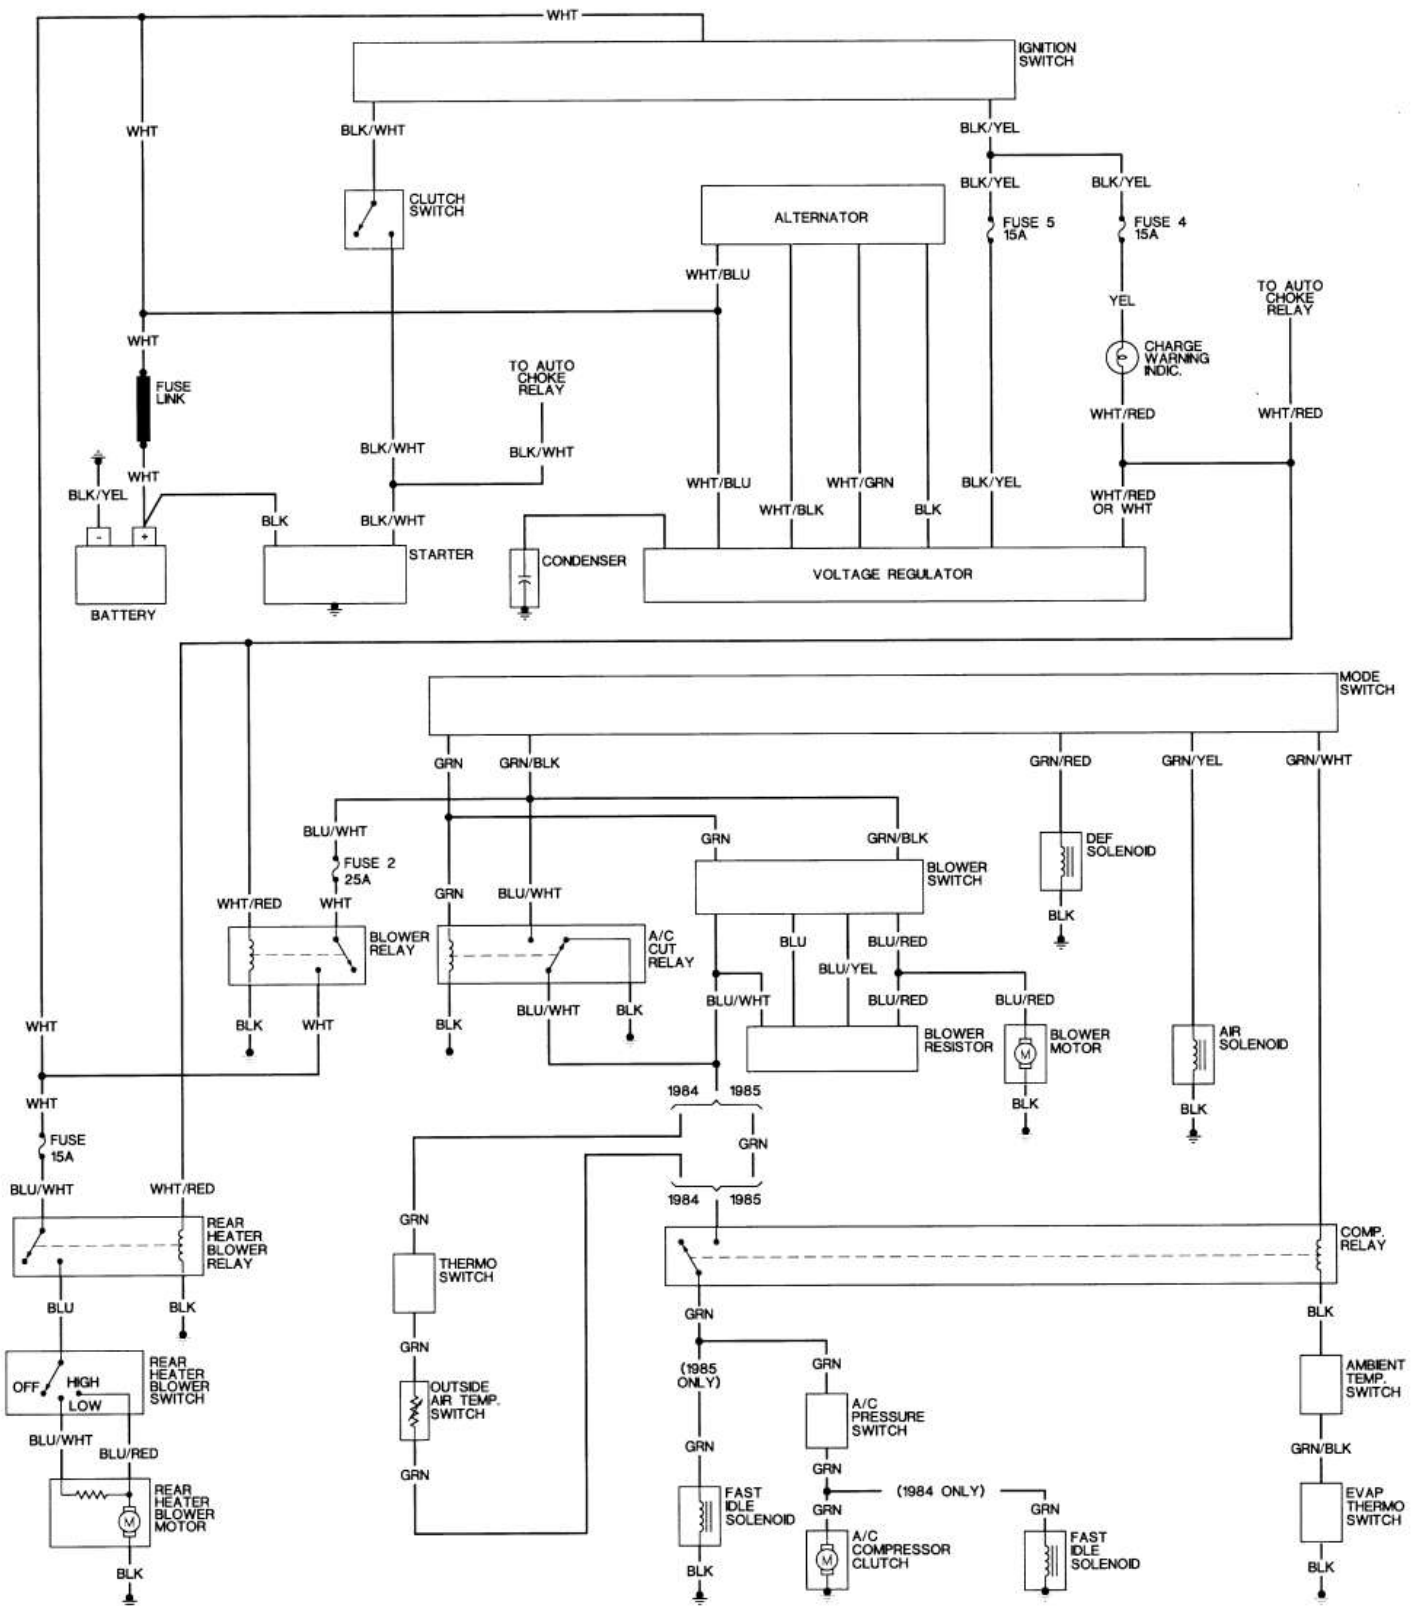 WHT
IGNITION
SWITCH
WHT
BLK/WHT
BLK/YEL
CLUTCH
SWITCH
BLK/YEL
BLK/YEL
ALTERNATOR
FUSE 5
15A
FUSE 4
15A
WHT/BLU
TO AUTO
CHOKE
RELAY
YEL
WHT
CHARGE
WARNING
INDIC.
TO AUTO
CHOKE
RELAY
FUSE
LINK
WHT/RED
WHT/RED
BLK/WHT
BLK/WHT
WHT
BLK/YEL
WHT/BLU
WHT/GRN
BLK/YEL
WHT/RED
OR WHT
WHT/BLK
BLK
BLK
BLK/WHT
-
+
STARTER
CONDENSER
VOLTAGE REGULATOR
BATTERY
MODE
SWITCH
GRN
GRN/BLK
GRN/RED
GRN/YEL
GRN/WHT
BLU/WHT
GRN
GRN/BLK
DEF
SOLENOID
FUSE 2
25A
BLOWER
SWITCH
GRN
BLU/WHT
WHT/RED
WHT
BLK
BLOWER
RELAY
A/C
CUT
RELAY
BLU
BLU/RED
BLU/YEL
BLU/WHT
BLK
BLU/WHT
BLU/RED
BLU/RED
WHT
BLK
WHT
BLK
BLOWER
RESISTOR
M
BLOWER
MOTOR
AIR
SOLENOID
WHT
1984
1985
BLK
BLK
FUSE
15A
GRN
BLU/WHT
WHT/RED
1984
1985
GRN
REAR
HEATER
BLOWER
RELAY
COMP.
RELAY
THERMO
SWITCH
BLU
BLK
GRN
BLK
GRN
(1985
ONLY)
GRN
REAR
HEATER
BLOWER
SWITCH
OFF
HIGH
LOW
OUTSIDE
AIR TEMP.
SWITCH
A/C
PRESSURE
SWITCH
AMBIENT
TEMP.
SWITCH
BLU/WHT
BLU/RED
GRN
GRN
GRN/BLK
GRN
REAR
HEATER
BLOWER
MOTOR
M
FAST
IDLE
SOLENOID
(1984 ONLY)
GRN
GRN
EVAP
THERMO
SWITCH
A/C
COMPRESSOR
CLUTCH
M
FAST
IDLE
SOLENOID
BLK
BLK
BLK